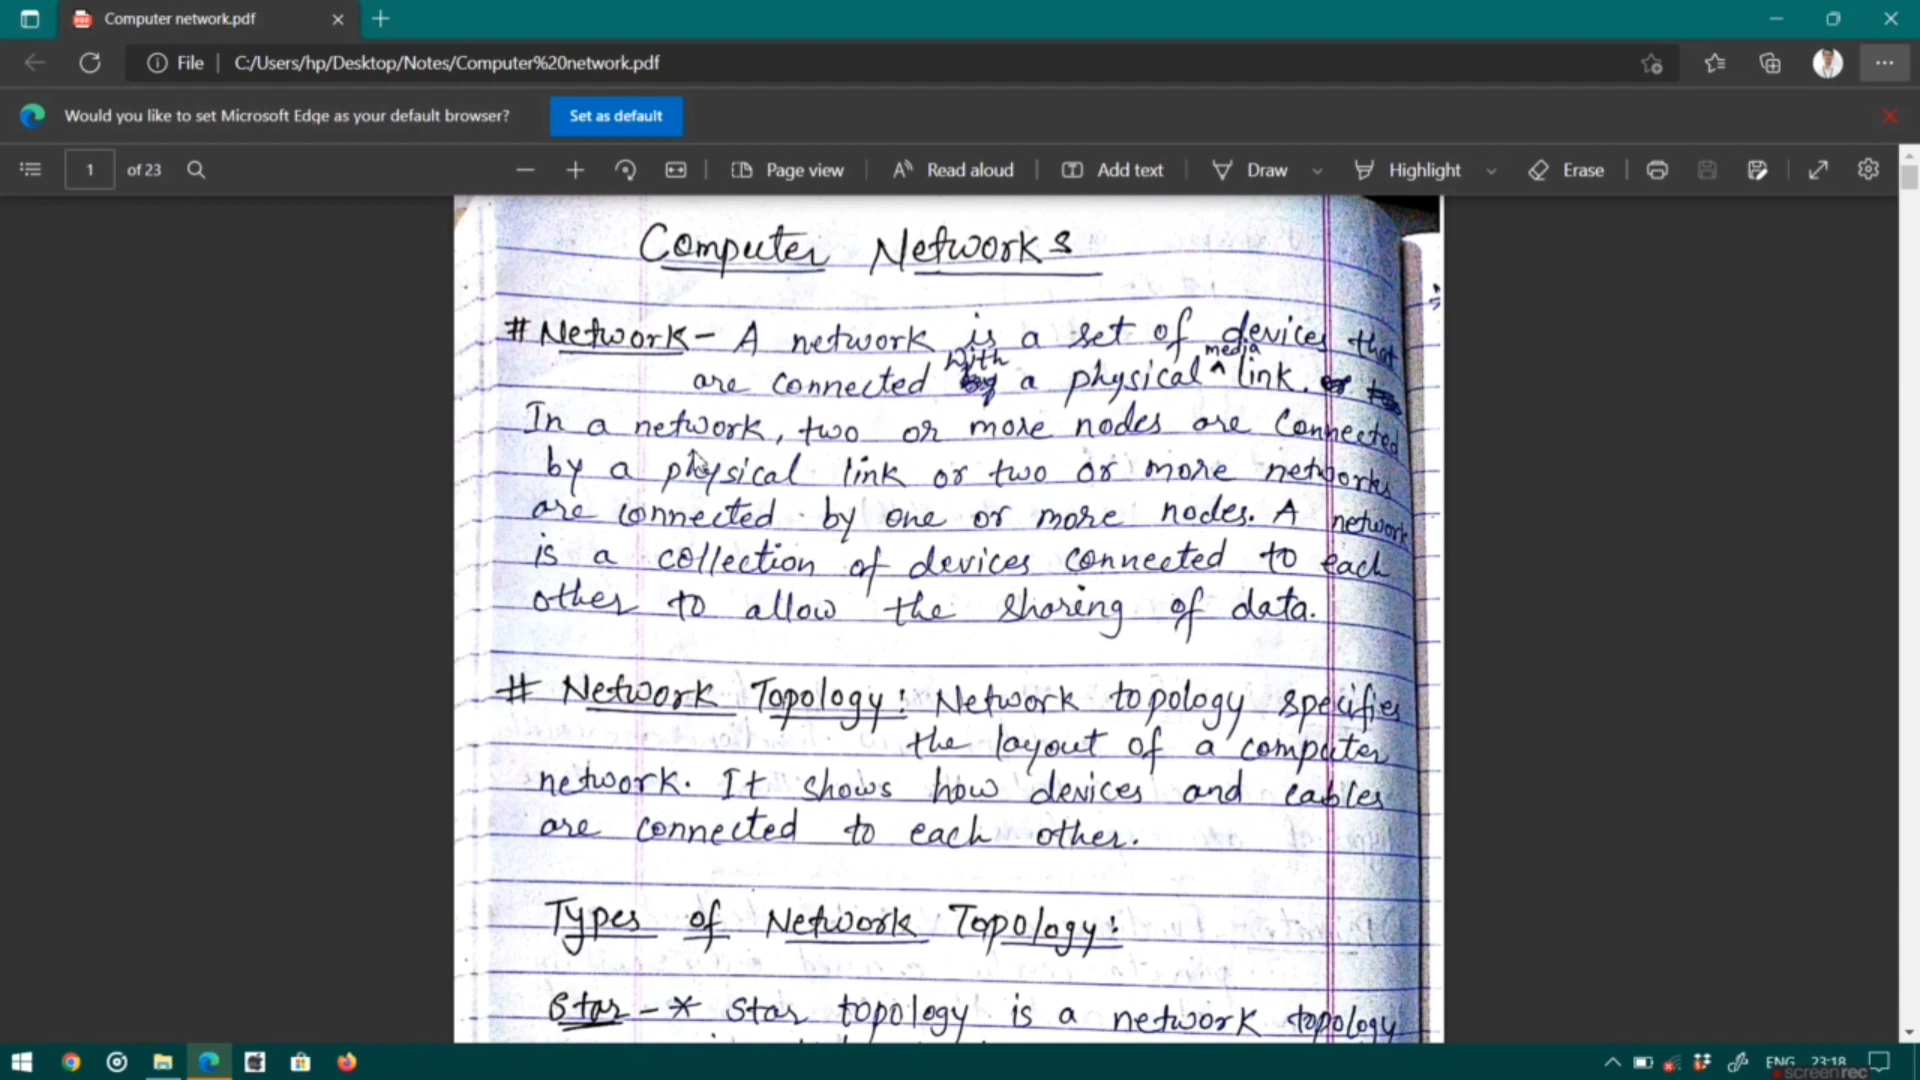 Computer network.pdf
File C:/Users/hp/Desktop/Notes/Computer%20network.pdf
Would you like to set Microsoft Edge as your default browser? Set as default
1 of 23 Page view Read aloud Add text Draw Highlight Erase
Computer Networks
# Network - A network is a set of devices that
with media
are connected a physical ^ link.
In a network, two or more nodes are connected
by a physical link or two or more networks
are connected by one or more nodes. A network
is a collection of devices connected to each
other to allow the sharing of data.
# Network Topology: Network topology specifies
the layout of a computer
network. It shows how devices and cables
are connected to each other.
Types of Network Topology:
Star - * Star topology is a network topology
ENG 23:18
screenrec